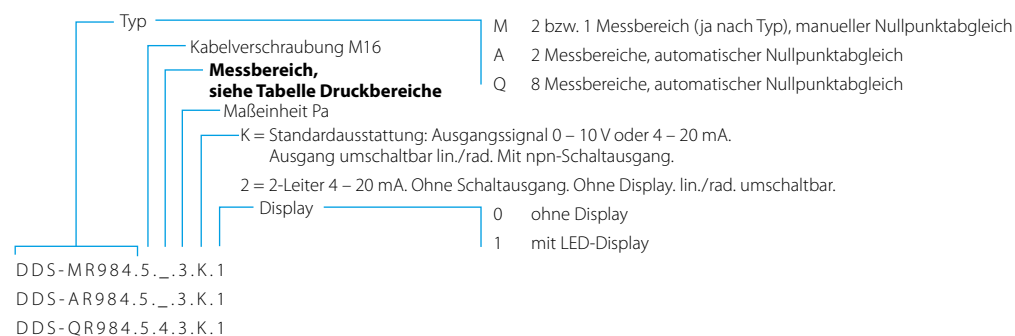 Typ
M 2 bzw. 1 Messbereich (ja nach Typ), manueller Nullpunktabgleich
A 2 Messbereiche, automatischer Nullpunktabgleich
Q 8 Messbereiche, automatischer Nullpunktabgleich
Kabelverschraubung M16
Messbereich,
siehe Tabelle Druckbereiche
Maßeinheit Pa
K = Standardausstattung: Ausgangssignal 0 – 10 V oder 4 – 20 mA.
Ausgang umschaltbar lin./rad. Mit npn-Schaltausgang.
2 = 2-Leiter 4 – 20 mA. Ohne Schaltausgang. Ohne Display. lin./rad. umschaltbar.
Display
0 ohne Display
1 mit LED-Display
DDS-MR984.5._.3.K.1
DDS-AR984.5._.3.K.1
DDS-QR984.5.4.3.K.1